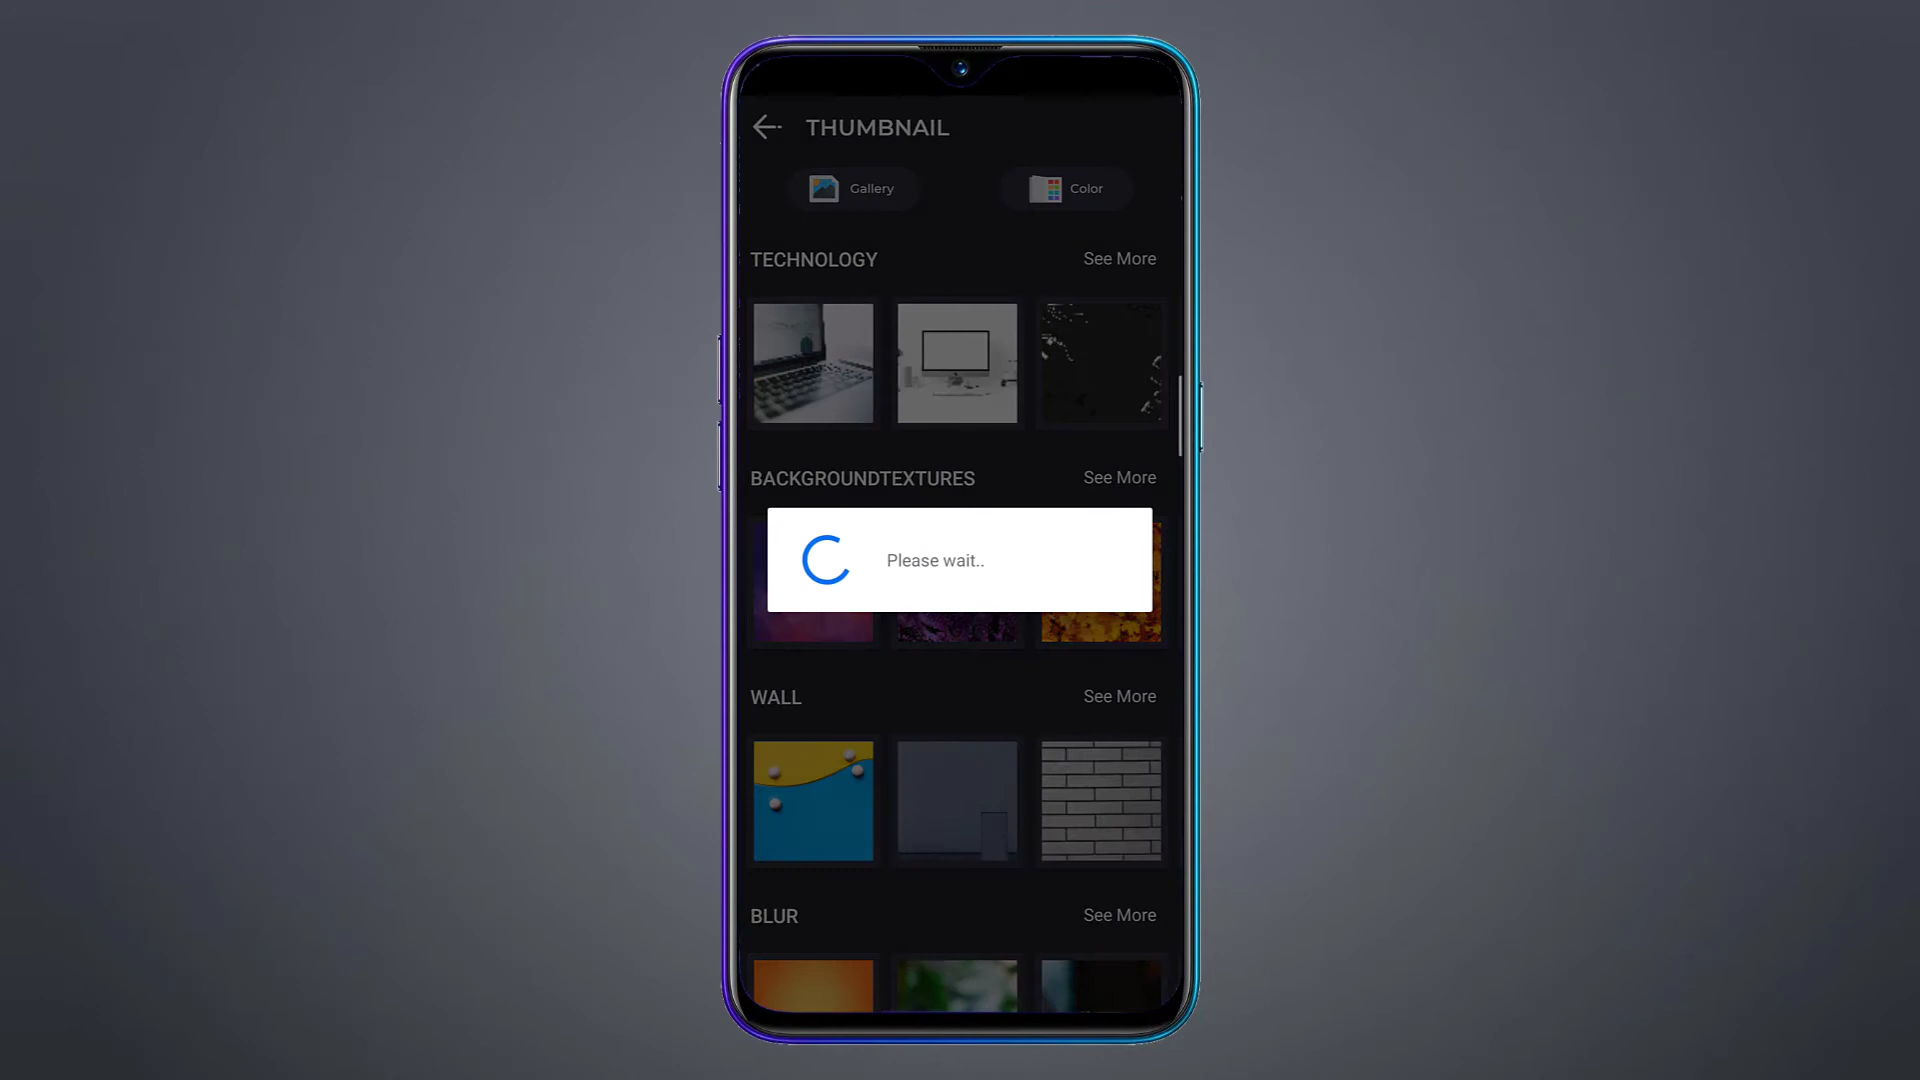 THUMBNAIL
Gallery
Color
TECHNOLOGY
See More
BACKGROUNDTEXTURES
See More
Please wait..
WALL
See More
BLUR
See More